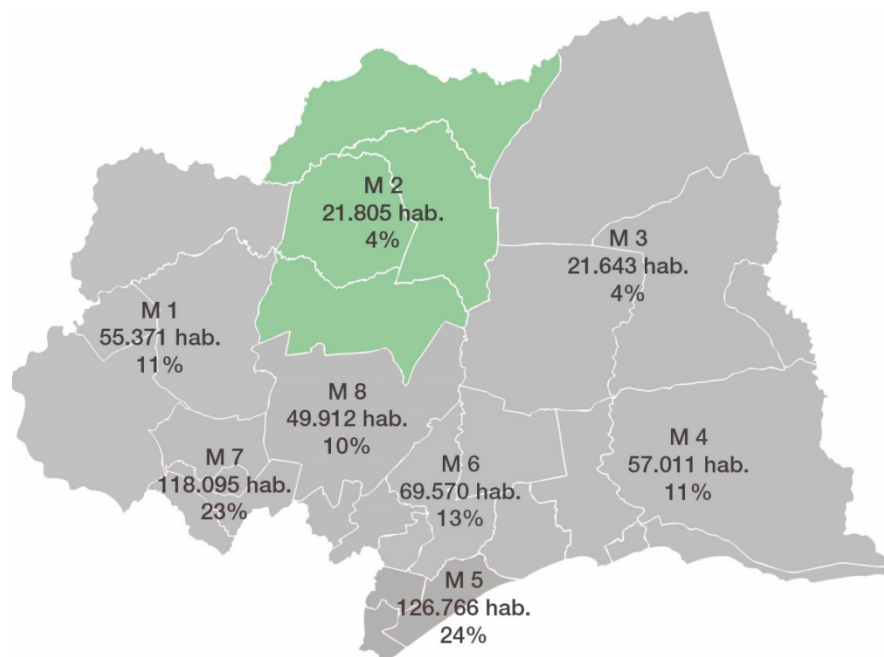 M 2
21.805 hab.
4%
M 3
21.643 hab.
4%
M 1
55.371 hab.
11%
M 8
49.912 hab.
10%
M 7
118.095 hab.
23%
M 6
69.570 hab.
13%
M 4
57.011 hab.
11%
M 5
126.766 hab.
24%